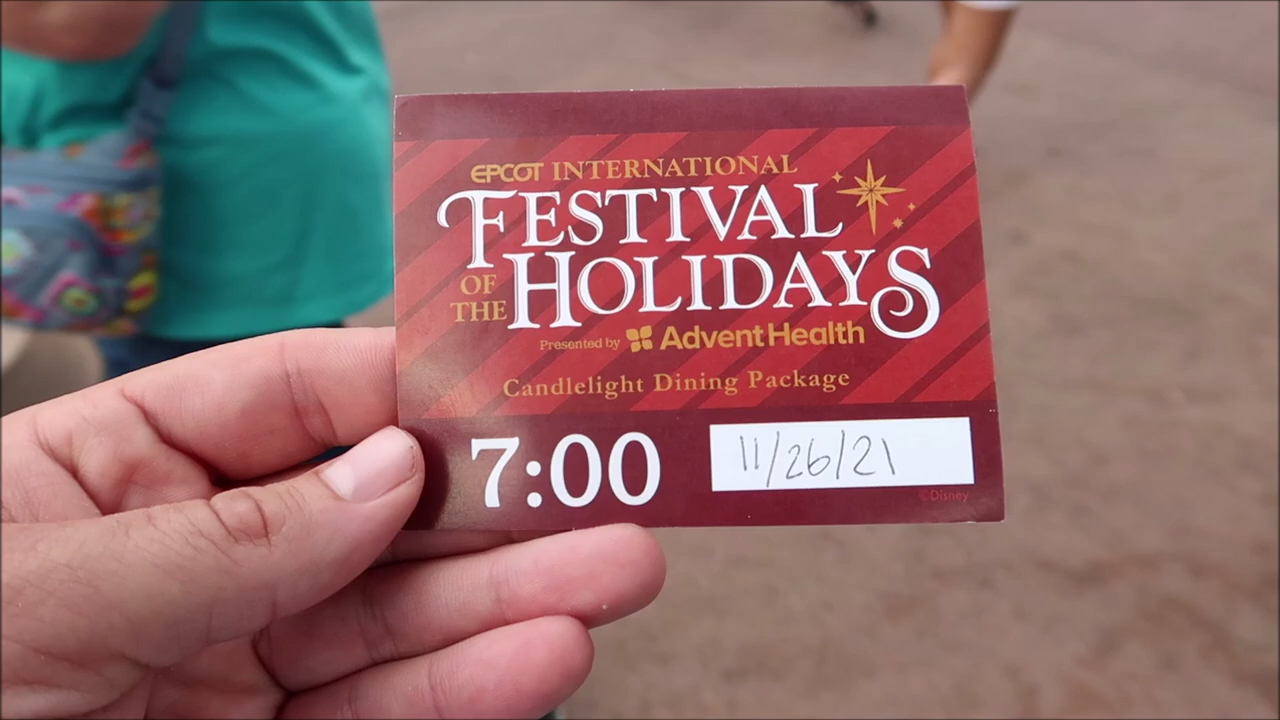 EPCOT INTERNATIONAL
FESTIVAL
OF THE HOLIDAYS
Presented by AdventHealth
Candlelight Dining Package
7:00 11/26/21
©Disney